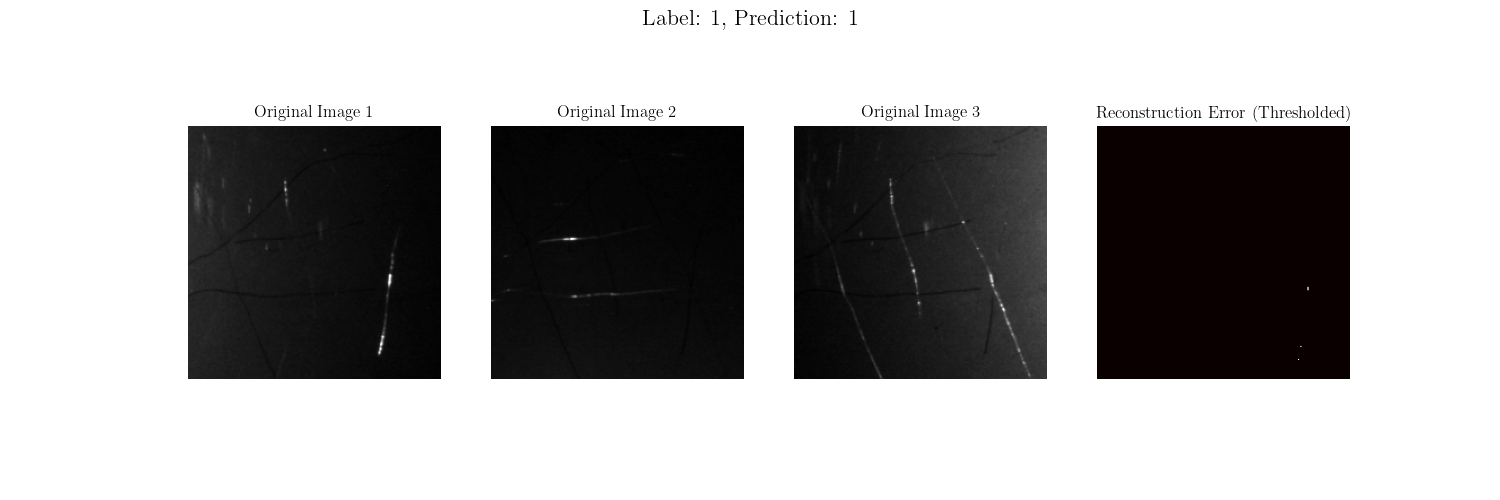 Label: 1, Prediction: 1
Original Image 1
Original Image 2
Original Image 3
Reconstruction Error (Thresholded)